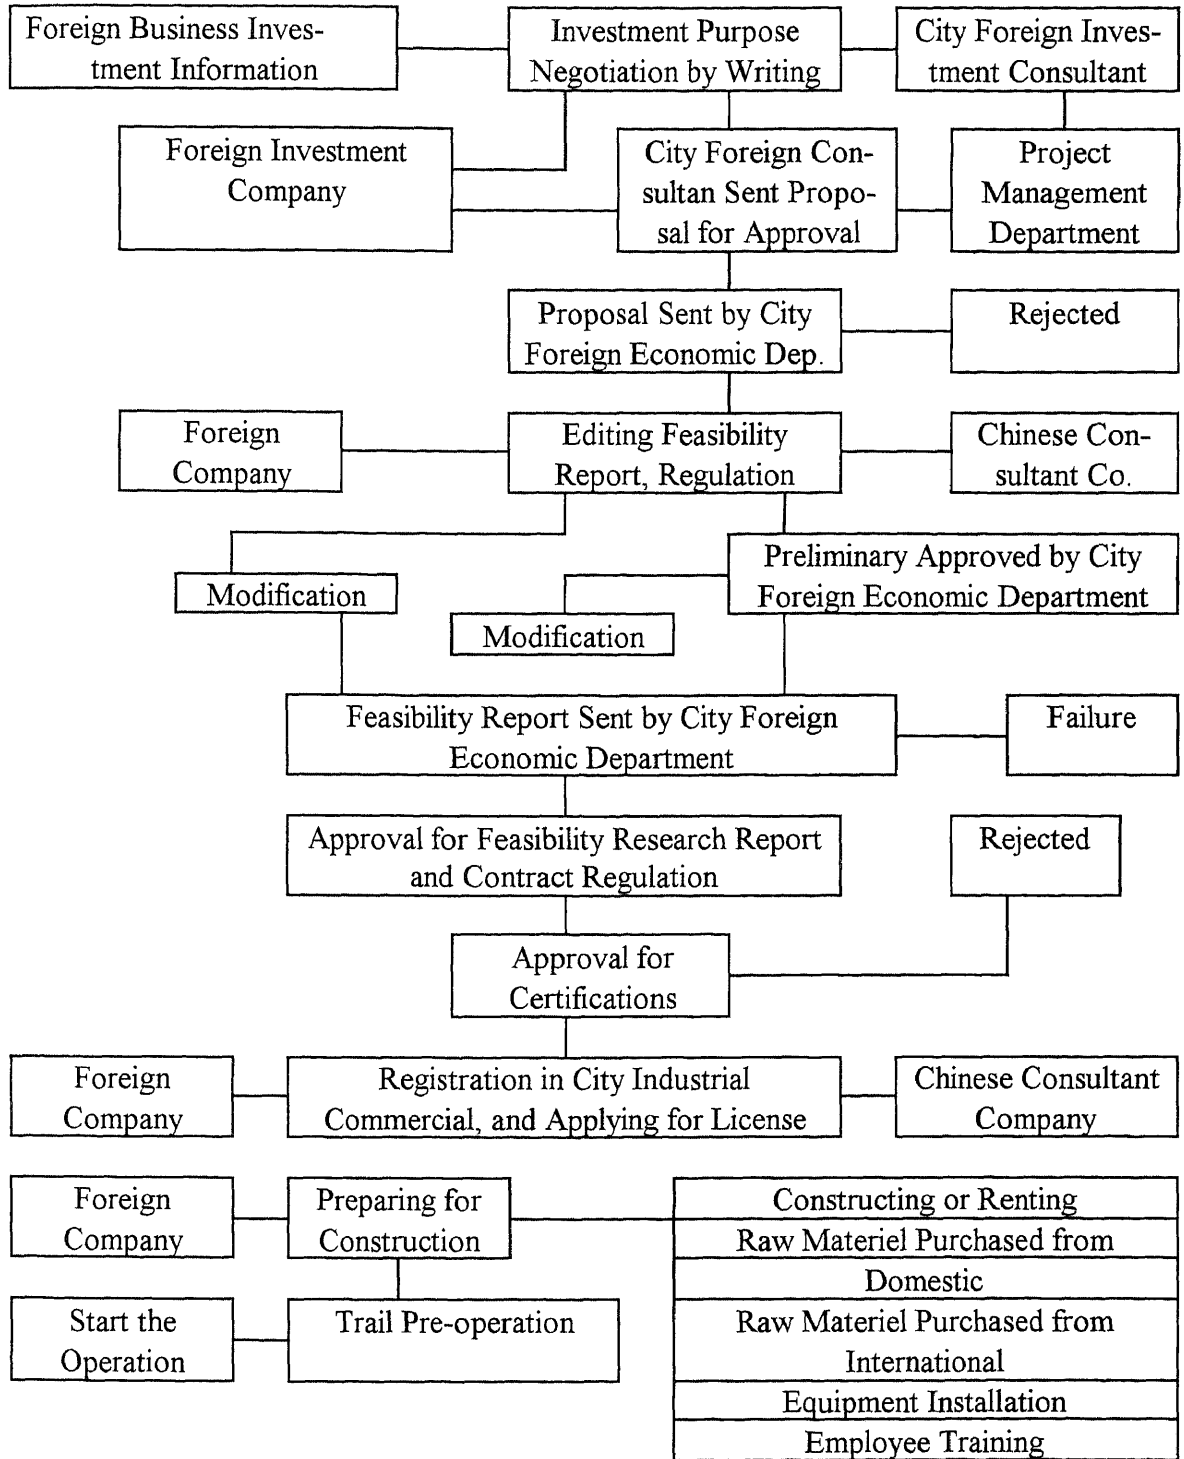 Foreign Business Inves-
tment Information
Investment Purpose
Negotiation by Writing
City Foreign Inves-
tment Consultant
Foreign Investment
Company
City Foreign Con-
sultan Sent Propo-
sal for Approval
Project
Management
Department
Proposal Sent by City
Foreign Economic Dep.
Rejected
Foreign
Company
Editing Feasibility
Report, Regulation
Chinese Con-
sultant Co.
Modification
Modification
Preliminary Approved by City
Foreign Economic Department
Feasibility Report Sent by City Foreign
Economic Department
Failure
Approval for Feasibility Research Report
and Contract Regulation
Rejected
Approval for
Certifications
Foreign
Company
Registration in City Industrial
Commercial, and Applying for License
Chinese Consultant
Company
Foreign
Company
Preparing for
Construction
Constructing or Renting
Raw Materiel Purchased from
Domestic
Raw Materiel Purchased from
International
Equipment Installation
Employee Training
Start the
Operation
Trail Pre-operation